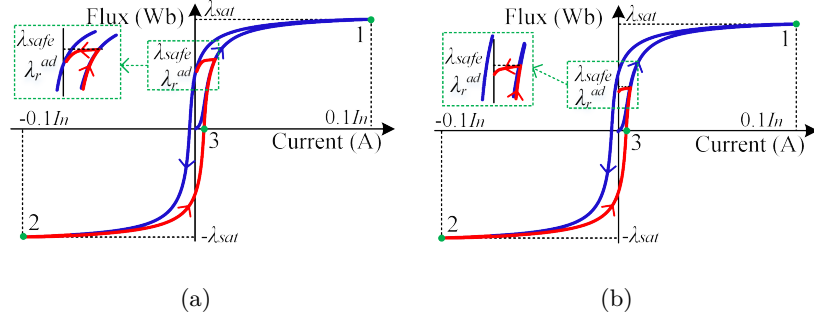 Flux (Wb)
λsat
1
λsafe
λr^ad
λsafe
λr^ad
-0.1In
0.1In
3
Current (A)
2
-λsat
(a)
Flux (Wb)
λsat
1
λsafe
λr^ad
λsafe
λr^ad
-0.1In
0.1In
3
Current (A)
2
-λsat
(b)